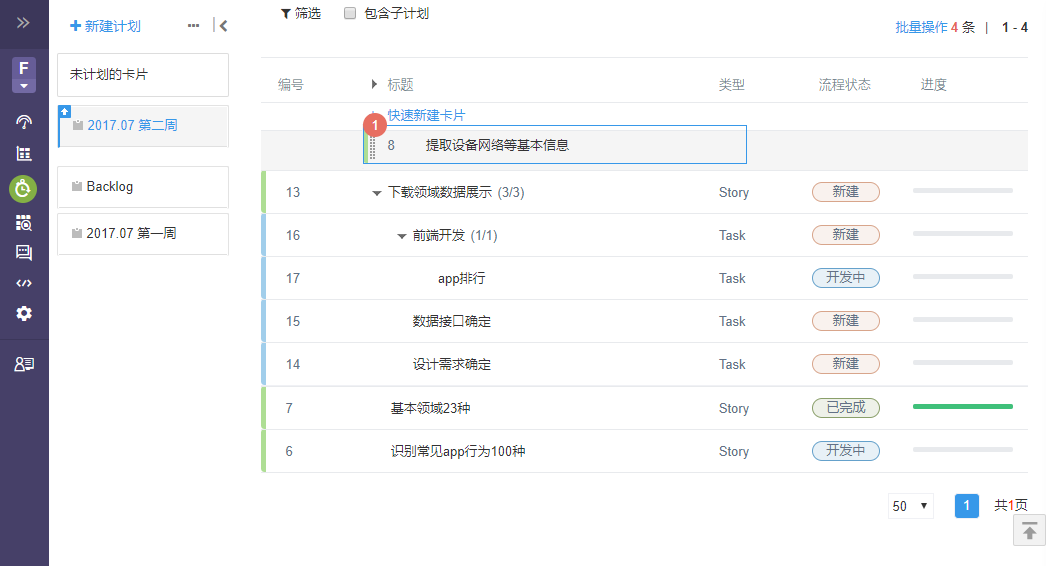 F
新建计划
未计划的卡片
2017.07 第二周
Backlog
2017.07 第一周
筛选 包含子计划
批量操作 4 条 | 1 - 4
编号 标题 类型 流程状态 进度
快速新建卡片
1
8 提取设备网络等基本信息
13 下载领域数据展示 (3/3) Story 新建
16 前端开发 (1/1) Task 新建
17 app排行 Task 开发中
15 数据接口确定 Task 新建
14 设计需求确定 Task 新建
7 基本领域23种 Story 已完成
6 识别常见app行为100种 Story 开发中
50 1 共1页